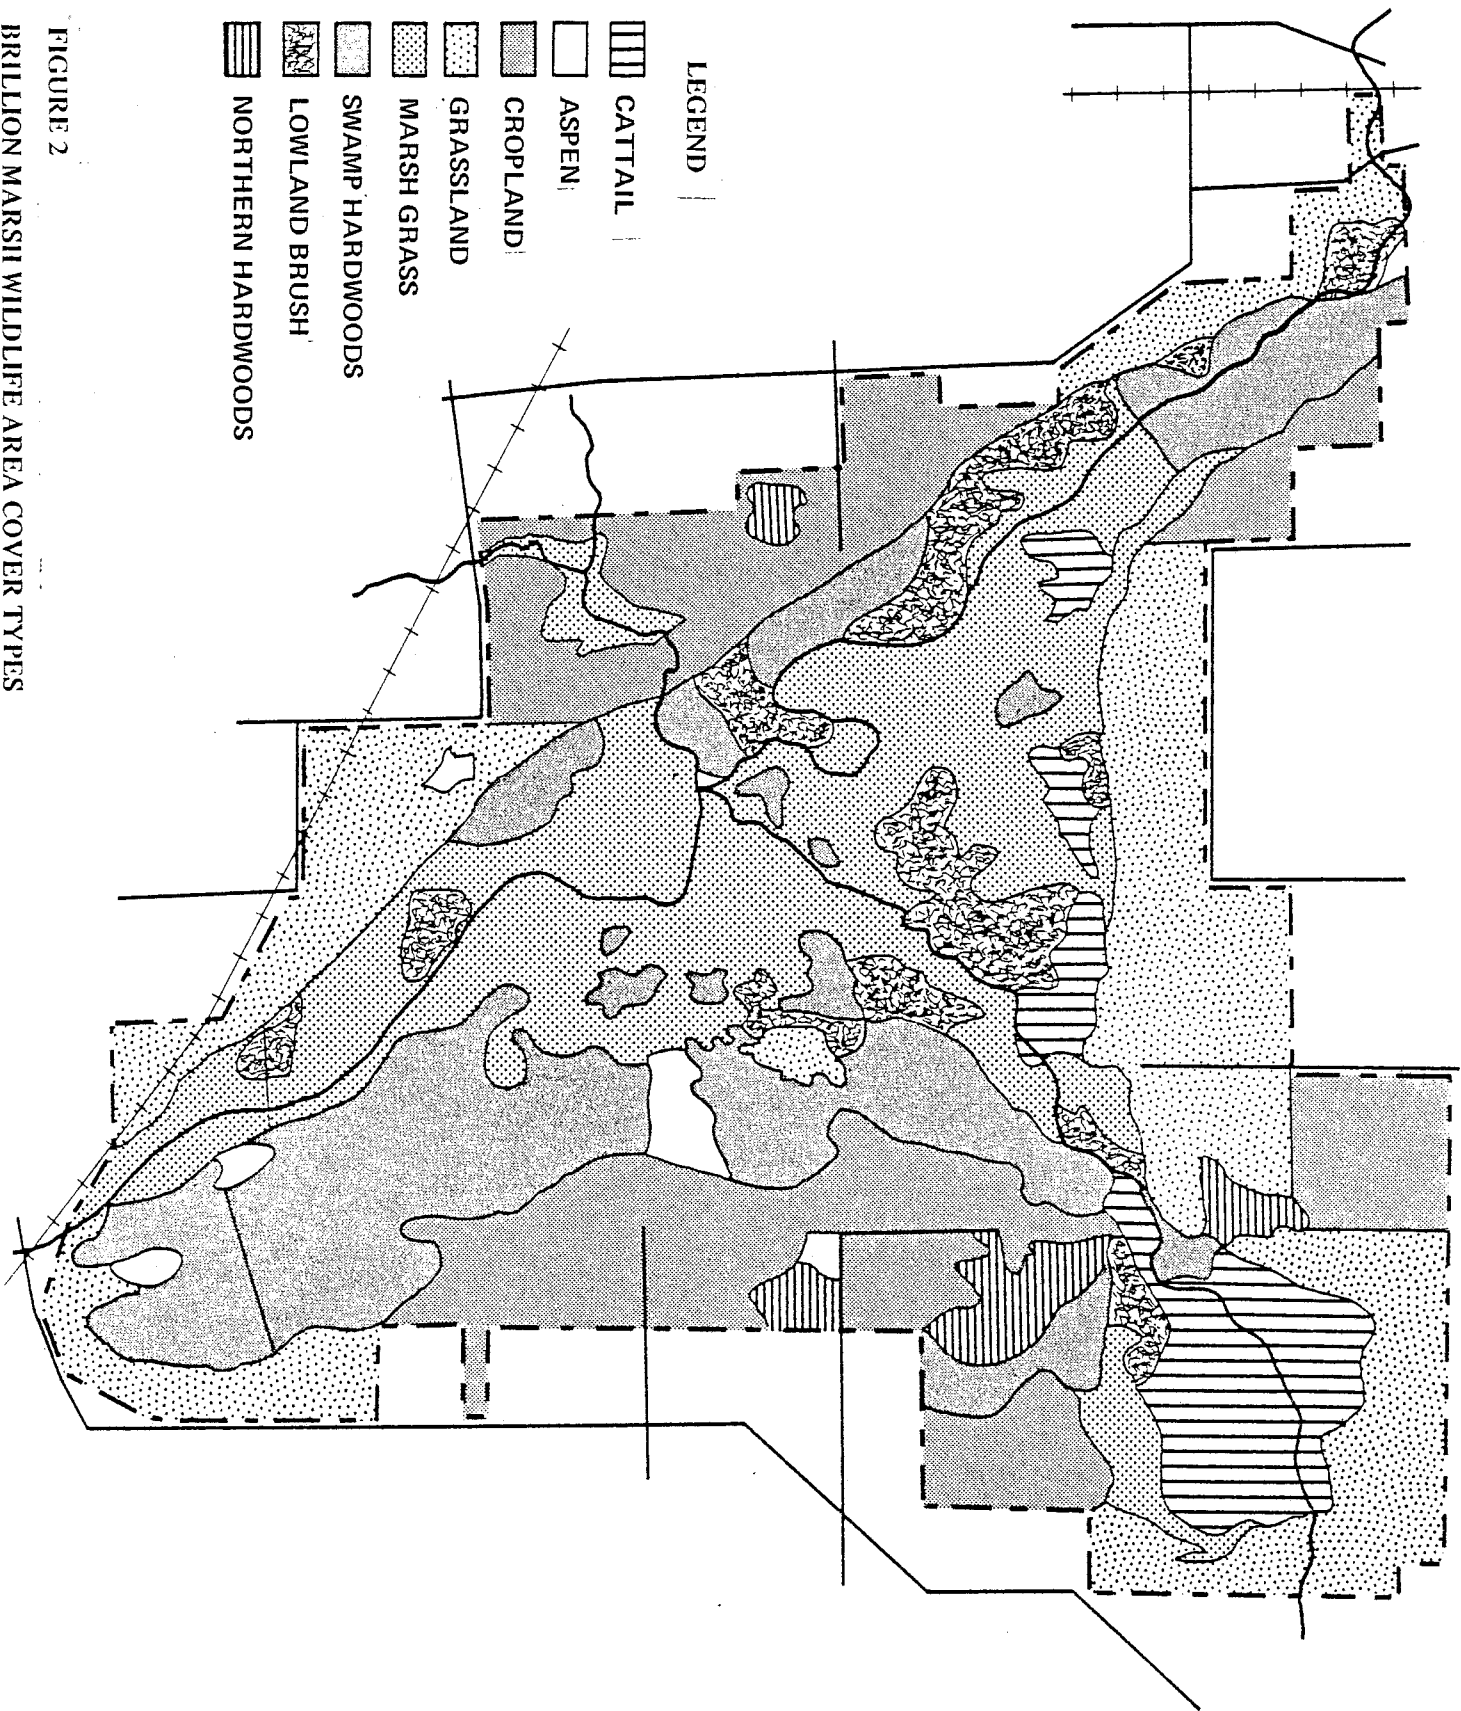 LEGEND
CATTAIL
ASPEN
CROPLAND
GRASSLAND
MARSH GRASS
SWAMP HARDWOODS
LOWLAND BRUSH
NORTHERN HARDWOODS
FIGURE 2
BRILLION MARSH WILDLIFE AREA COVER TYPES